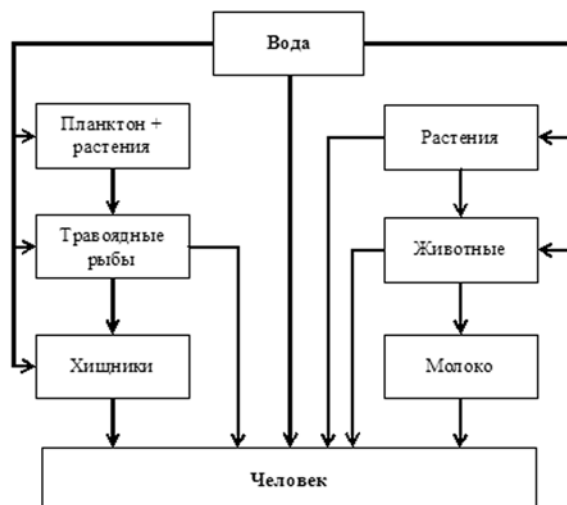 Вода
Планктон +
растения
Растения
Травоядные
рыбы
Животные
Хищники
Молоко
Человек